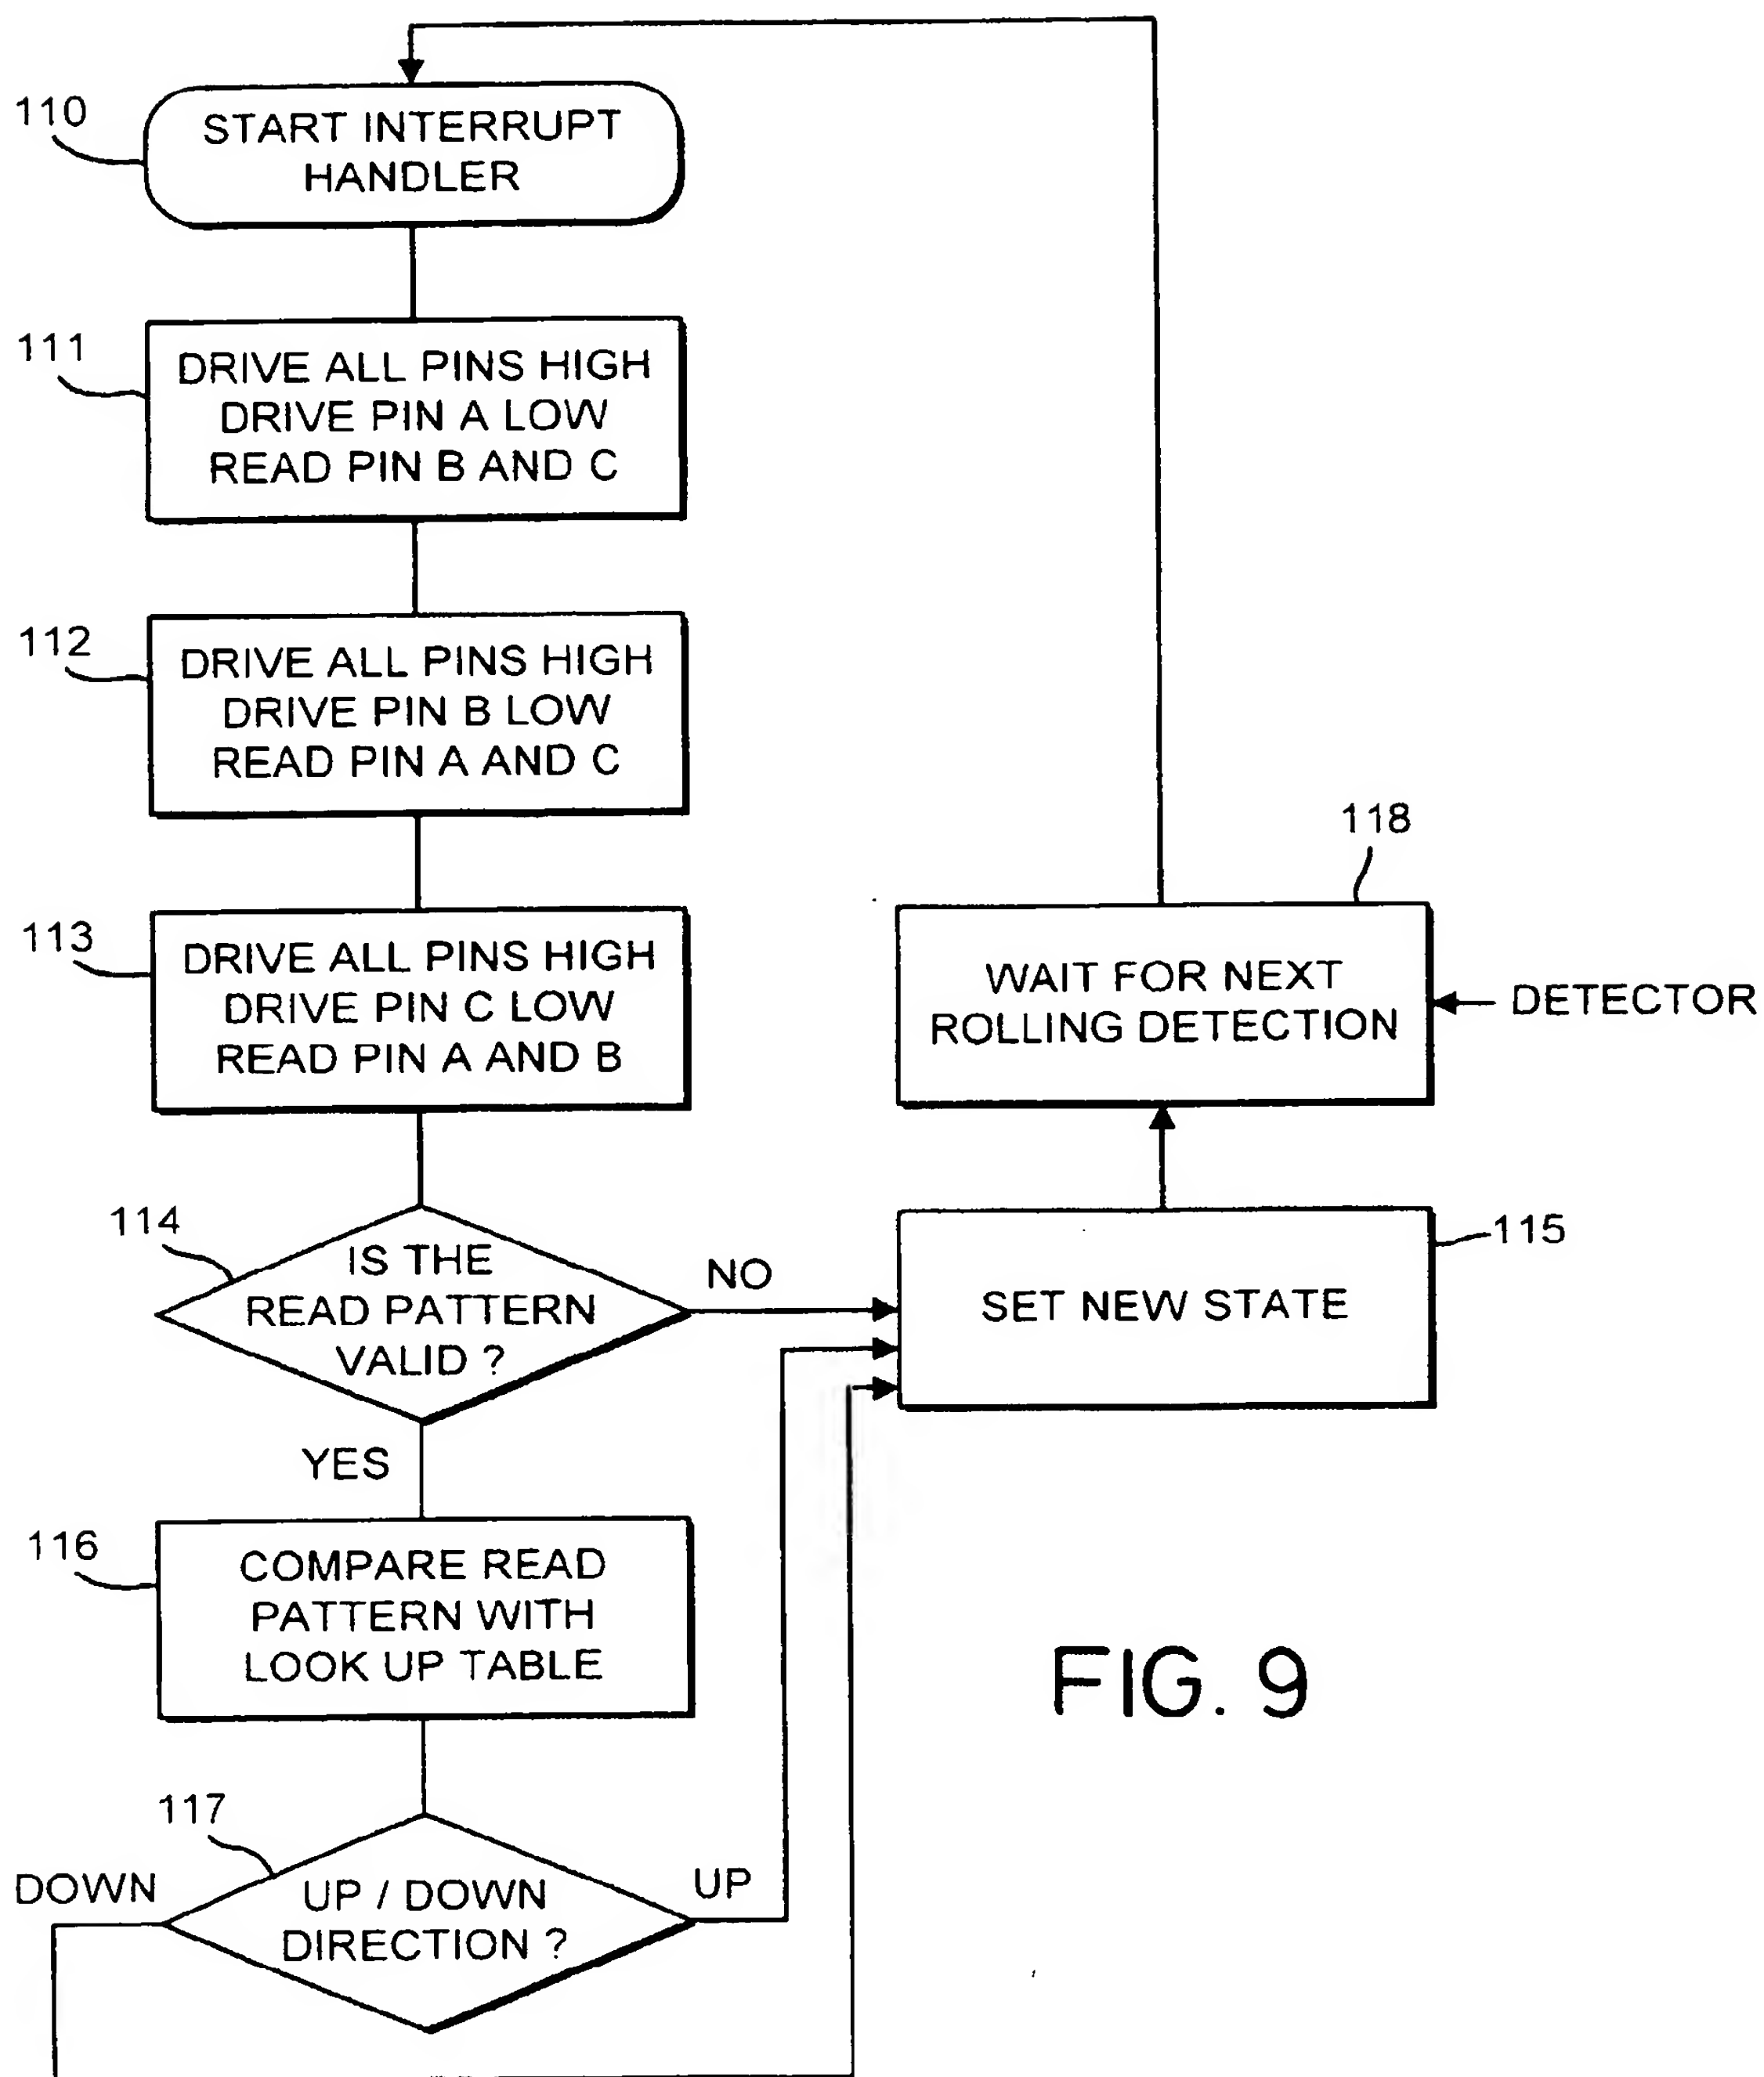 110
START INTERRUPT
HANDLER
111
DRIVE ALL PINS HIGH
DRIVE PIN A LOW
READ PIN B AND C
112
DRIVE ALL PINS HIGH
DRIVE PIN B LOW
READ PIN A AND C
113
DRIVE ALL PINS HIGH
DRIVE PIN C LOW
READ PIN A AND B
118
WAIT FOR NEXT
ROLLING DETECTION
DETECTOR
114
IS THE
READ PATTERN
VALID ?
NO
YES
115
SET NEW STATE
116
COMPARE READ
PATTERN WITH
LOOK UP TABLE
117
UP / DOWN
DIRECTION ?
DOWN
UP
FIG. 9